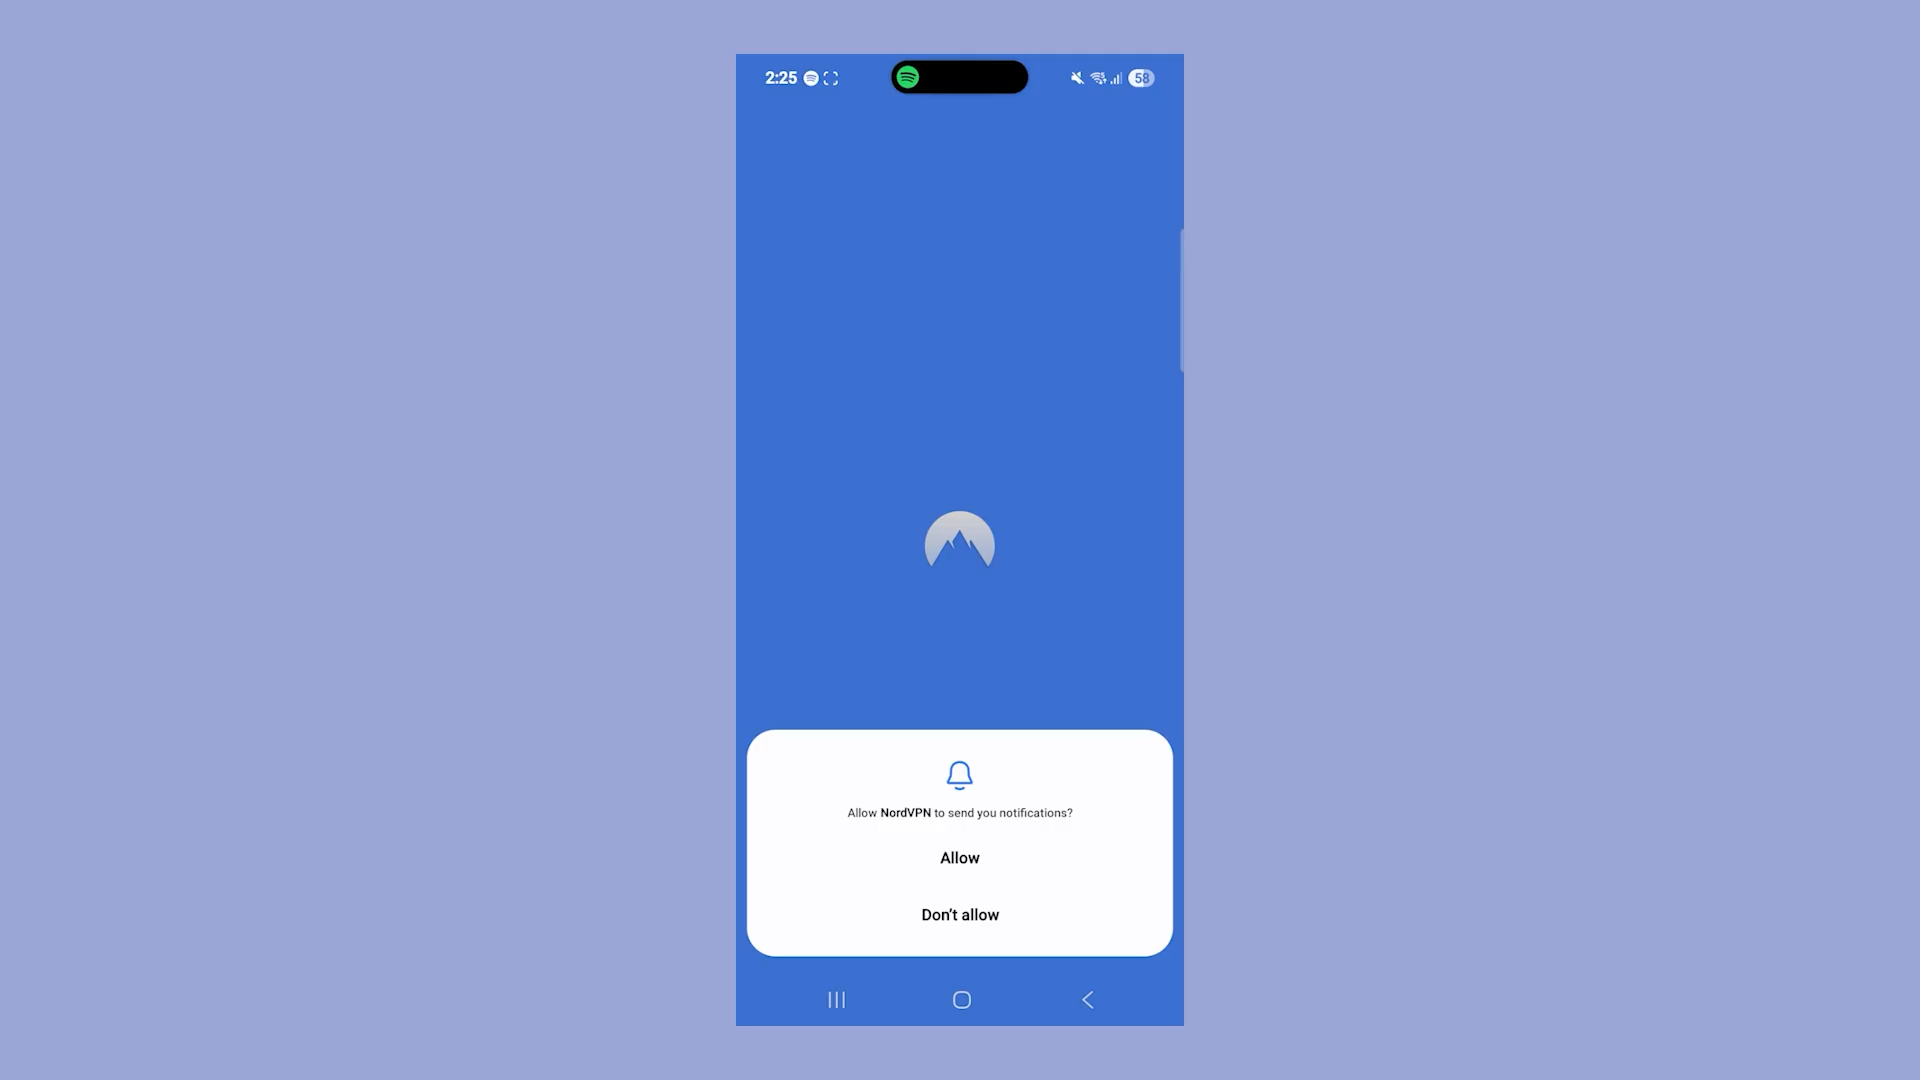 2:25
58
Allow NordVPN to send you notifications?
Allow
Don't allow